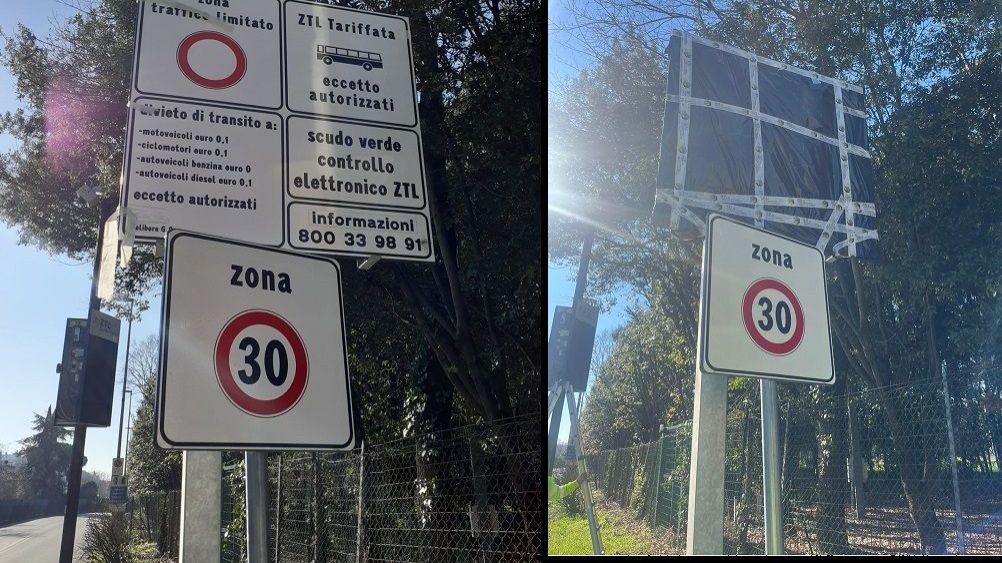 zona
traffico limitato
ZTL Tariffata
eccetto
autorizzati
divieto di transito a:
-motoveicoli euro 0,1
-ciclomotori euro 0,1
-autoveicoli benzina euro 0
-autoveicoli diesel euro 0,1
eccetto autorizzati
scudo verde
controllo
elettronico ZTL
informazioni
800 33 98 91
zona
30
ZTL
zona
30